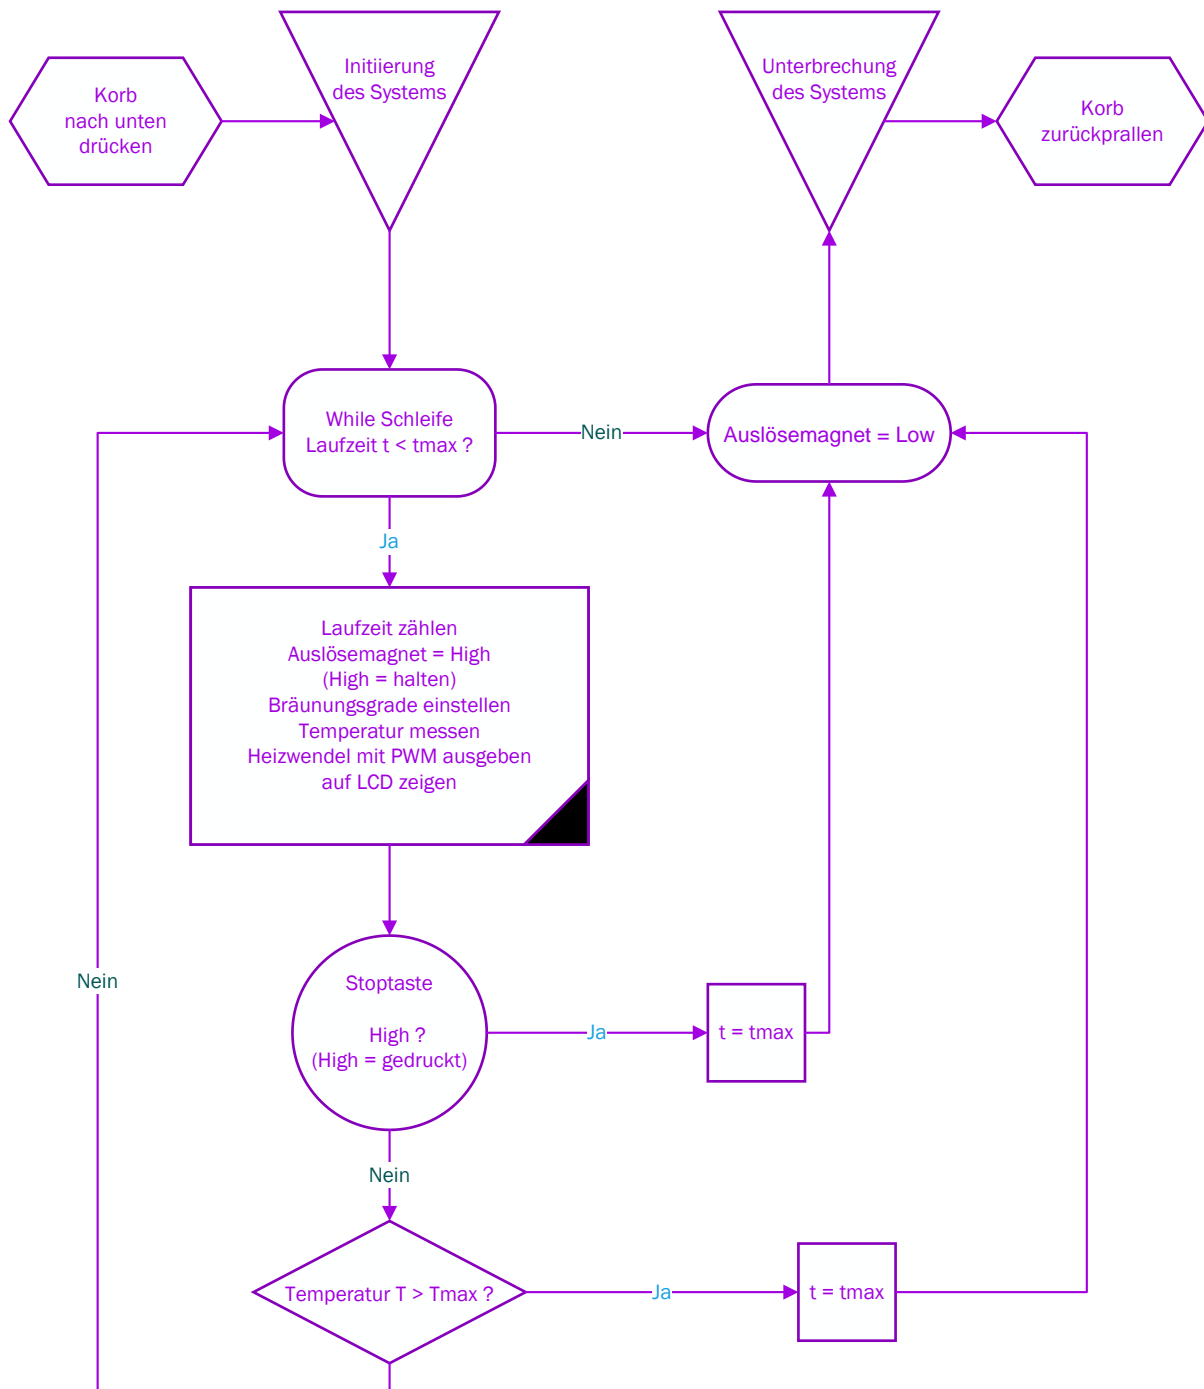 Korb
nach unten
drücken
Initiierung
des Systems
Unterbrechung
des Systems
Korb
zurückprallen
While Schleife
Laufzeit t < tmax ?
Nein
Auslösemagnet = Low
Ja
Laufzeit zählen
Auslösemagnet = High
(High = halten)
Bräunungsgrade einstellen
Temperatur messen
Heizwendel mit PWM ausgeben
auf LCD zeigen
Nein
Stoptaste
High ?
(High = gedruckt)
Ja
t = tmax
Nein
Temperatur T > Tmax ?
Ja
t = tmax